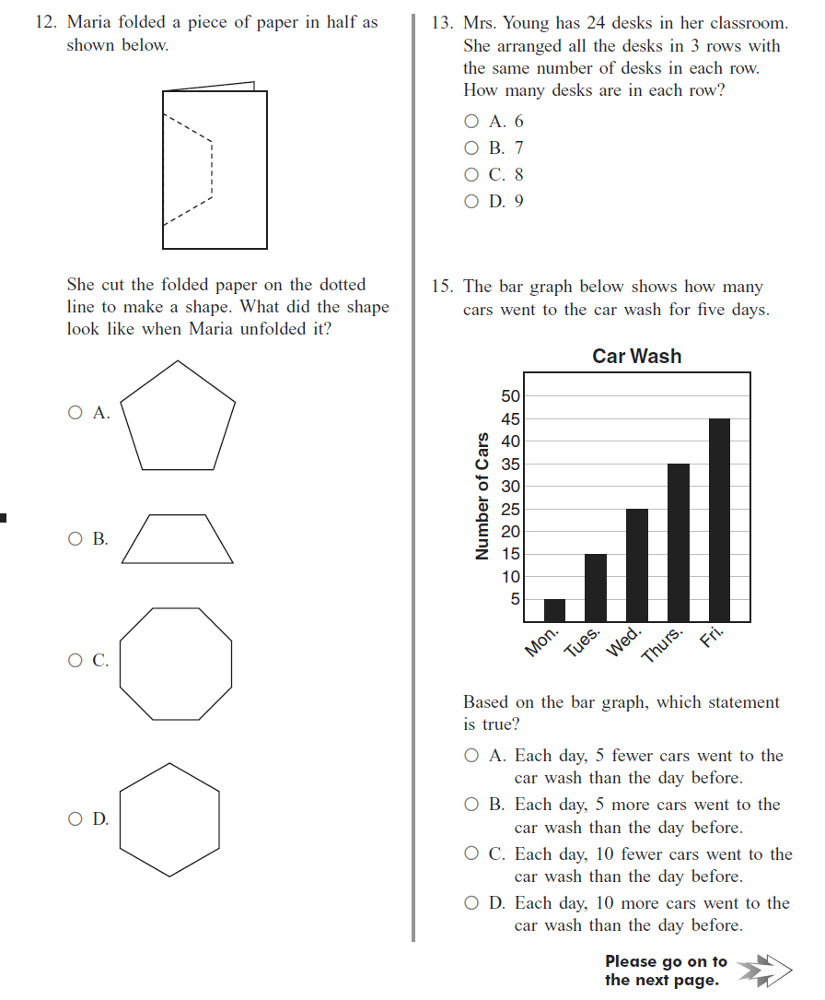 12. Maria folded a piece of paper in half as
shown below.
She cut the folded paper on the dotted
line to make a shape. What did the shape
look like when Maria unfolded it?
A.
B.
C.
D.
13. Mrs. Young has 24 desks in her classroom.
She arranged all the desks in 3 rows with
the same number of desks in each row.
How many desks are in each row?
A. 6
B. 7
C. 8
D. 9
15. The bar graph below shows how many
cars went to the car wash for five days.
Car Wash
Number of Cars
50
45
40
35
30
25
20
15
10
5
Mon.
Tues.
Wed.
Thurs.
Fri.
Based on the bar graph, which statement
is true?
A. Each day, 5 fewer cars went to the
car wash than the day before.
B. Each day, 5 more cars went to the
car wash than the day before.
C. Each day, 10 fewer cars went to the
car wash than the day before.
D. Each day, 10 more cars went to the
car wash than the day before.
Please go on to
the next page.